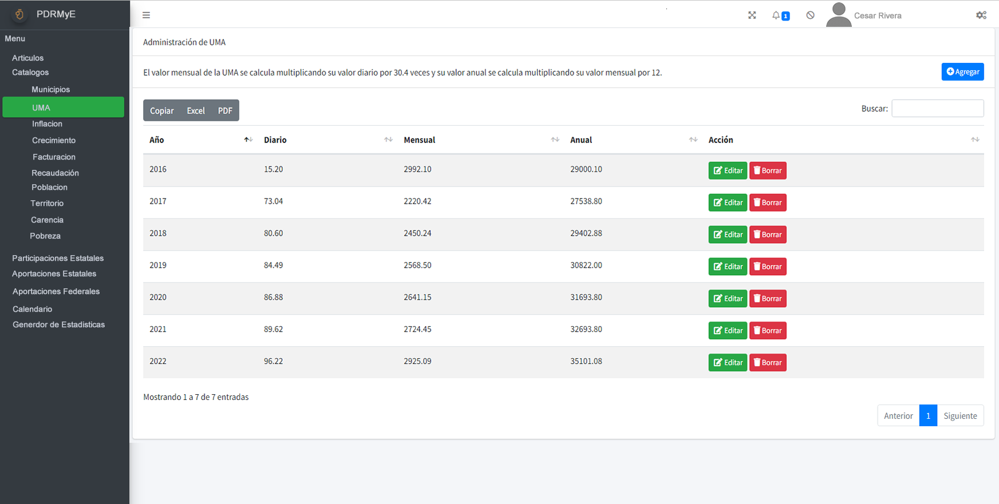 PDRMyE
1
Cesar Rivera
Menu
Articulos
Catalogos
Municipios
UMA
Inflacion
Crecimiento
Facturacion
Recaudación
Poblacion
Territorio
Carencia
Pobreza
Participaciones Estatales
Aportaciones Estatales
Aportaciones Federales
Calendario
Generdor de Estadisticas
Administración de UMA
El valor mensual de la UMA se calcula multiplicando su valor diario por 30.4 veces y su valor anual se calcula multiplicando su valor mensual por 12.
Agregar
Copiar Excel PDF
Buscar:
Año Diario Mensual Anual Acción
2016 15.20 2992.10 29000.10 Editar Borrar
2017 73.04 2220.42 27538.80 Editar Borrar
2018 80.60 2450.24 29402.88 Editar Borrar
2019 84.49 2568.50 30822.00 Editar Borrar
2020 86.88 2641.15 31693.80 Editar Borrar
2021 89.62 2724.45 32693.80 Editar Borrar
2022 96.22 2925.09 35101.08 Editar Borrar
Mostrando 1 a 7 de 7 entradas
Anterior 1 Siguiente